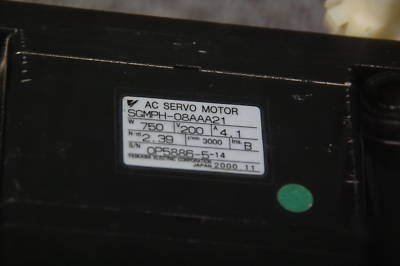 AC SERVO MOTOR
SGMPH-08AAA21
W 750 V 200 A 4.1
N·m 2.39 r/min 3000 Ins. B
S/N OP5886-5-14
YASKAWA ELECTRIC CORPORATION
JAPAN 2000.11